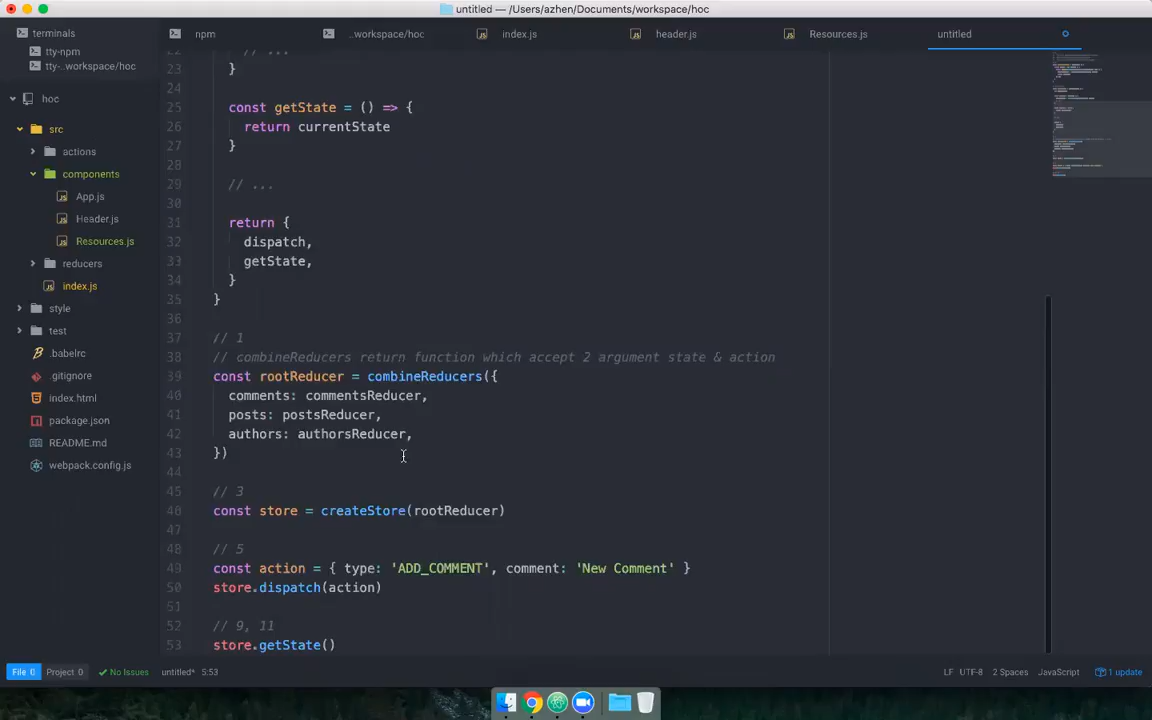 untitled — /Users/azhen/Documents/workspace/hoc
terminals
tty-npm
tty-..workspace/hoc
hoc
src
actions
components
App.js
Header.js
Resources.js
reducers
index.js
style
test
.babelrc
.gitignore
index.html
package.json
README.md
webpack.config.js
npm
..workspace/hoc
index.js
header.js
Resources.js
untitled
22 // ...
23 }
24
25 const getState = () => {
26 return currentState
27 }
28
29 // ...
30
31 return {
32 dispatch,
33 getState,
34 }
35 }
36
37 // 1
38 // combineReducers return function which accept 2 argument state & action
39 const rootReducer = combineReducers({
40 comments: commentsReducer,
41 posts: postsReducer,
42 authors: authorsReducer,
43 })
44
45 // 3
46 const store = createStore(rootReducer)
47
48 // 5
49 const action = { type: 'ADD_COMMENT', comment: 'New Comment' }
50 store.dispatch(action)
51
52 // 9, 11
53 store.getState()
File 0 Project 0 No Issues untitled* 5:53 LF UTF-8 2 Spaces JavaScript 1 update